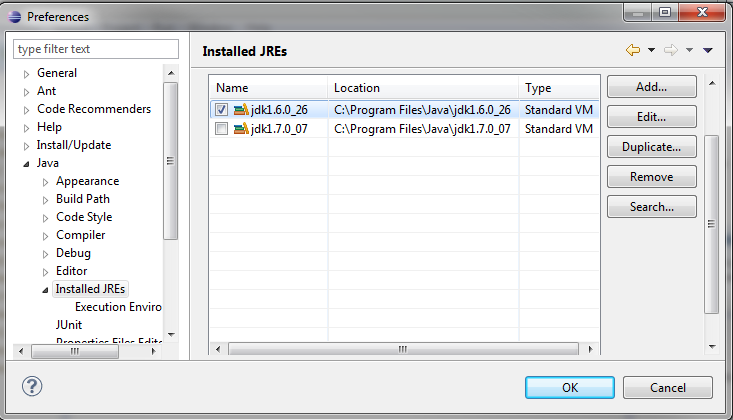 Preferences
type filter text
General
Ant
Code Recommenders
Help
Install/Update
Java
Appearance
Build Path
Code Style
Compiler
Debug
Editor
Installed JREs
Execution Enviro
JUnit
Properties Files Edite
Installed JREs
Name Location Type
jdk1.6.0_26 C:\Program Files\Java\jdk1.6.0_26 Standard VM
jdk1.7.0_07 C:\Program Files\Java\jdk1.7.0_07 Standard VM
Add...
Edit...
Duplicate...
Remove
Search...
OK Cancel